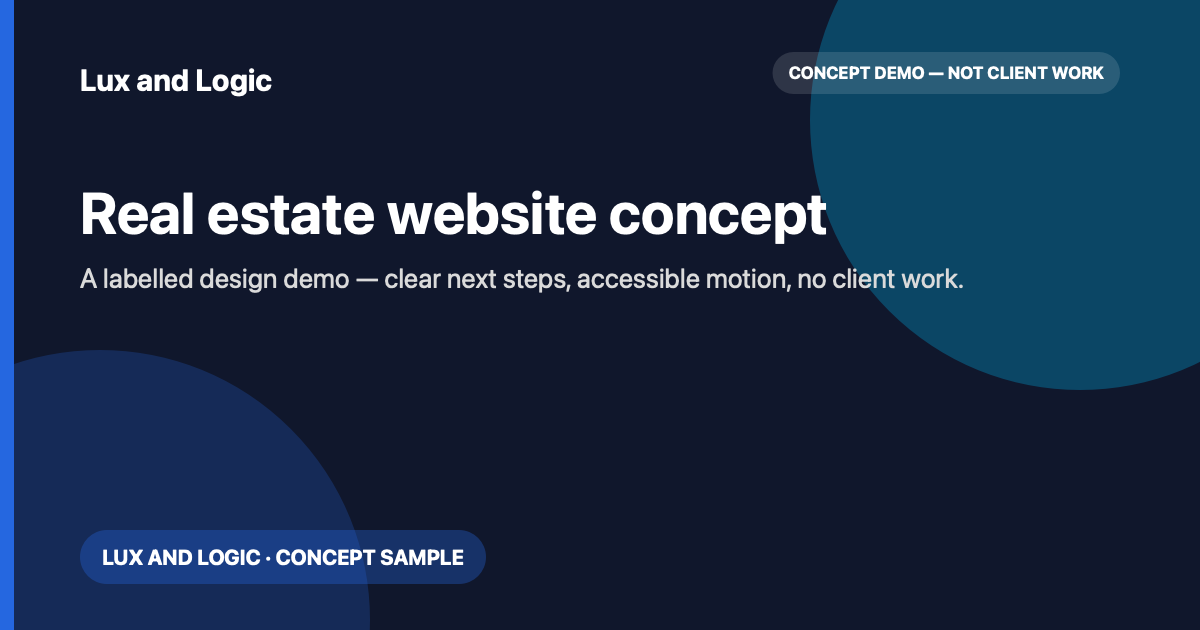 Lux and Logic
CONCEPT DEMO — NOT CLIENT WORK
Real estate website concept
A labelled design demo — clear next steps, accessible motion, no client work.
LUX AND LOGIC · CONCEPT SAMPLE